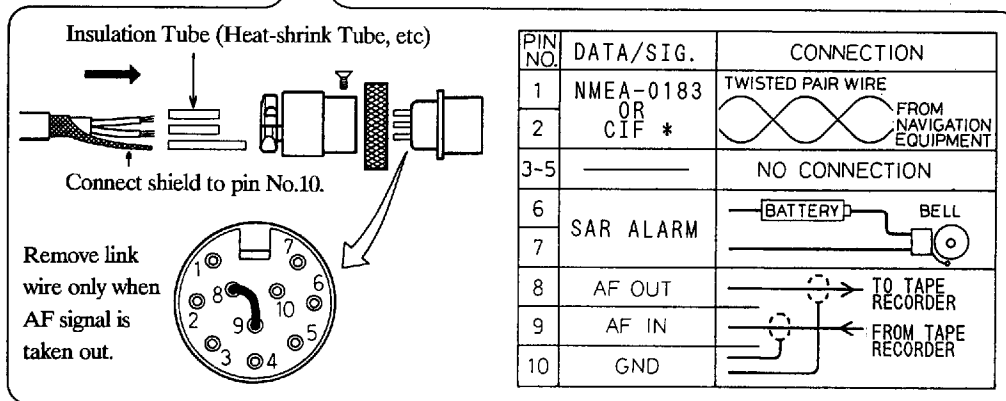 Insulation Tube (Heat-shrink Tube, etc)
Connect shield to pin No.10.
Remove link
wire only when
AF signal is
taken out.
1
2
3
4
5
6
7
8
9
10
PIN NO. DATA/SIG. CONNECTION
1 NMEA-0183 TWISTED PAIR WIRE
OR
2 CIF *
FROM
NAVIGATION
EQUIPMENT
3-5 NO CONNECTION
6 SAR ALARM BATTERY BELL
7
8 AF OUT TO TAPE
RECORDER
9 AF IN FROM TAPE
RECORDER
10 GND